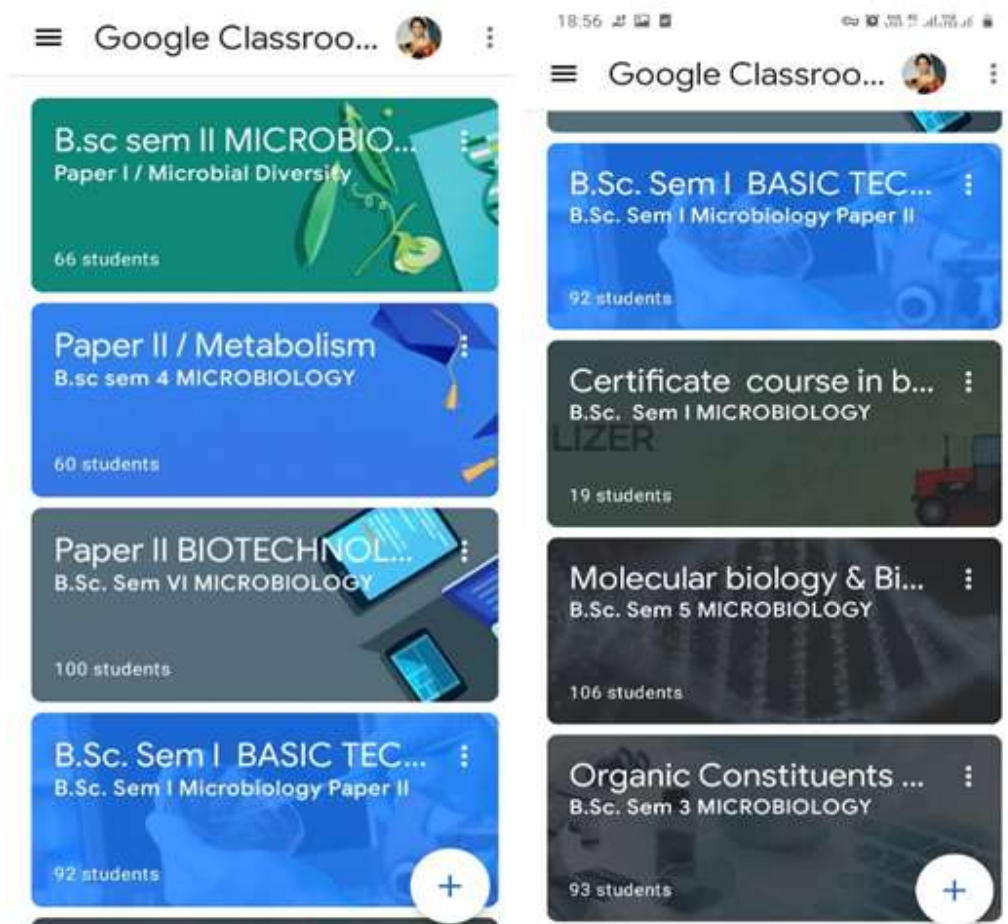 Google Classroo...
B.sc sem II MICROBIO...
Paper I / Microbial Diversity
66 students
Paper II / Metabolism
B.sc sem 4 MICROBIOLOGY
60 students
Paper II BIOTECHNOL...
B.Sc. Sem VI MICROBIOLOGY
100 students
B.Sc. Sem I BASIC TEC...
B.Sc. Sem I Microbiology Paper II
92 students
18:56
Google Classroo...
B.Sc. Sem I BASIC TEC...
B.Sc. Sem I Microbiology Paper II
92 students
Certificate course in b...
B.Sc. Sem I MICROBIOLOGY
LIZER
19 students
Molecular biology & Bi...
B.Sc. Sem 5 MICROBIOLOGY
106 students
Organic Constituents ...
B.Sc. Sem 3 MICROBIOLOGY
93 students